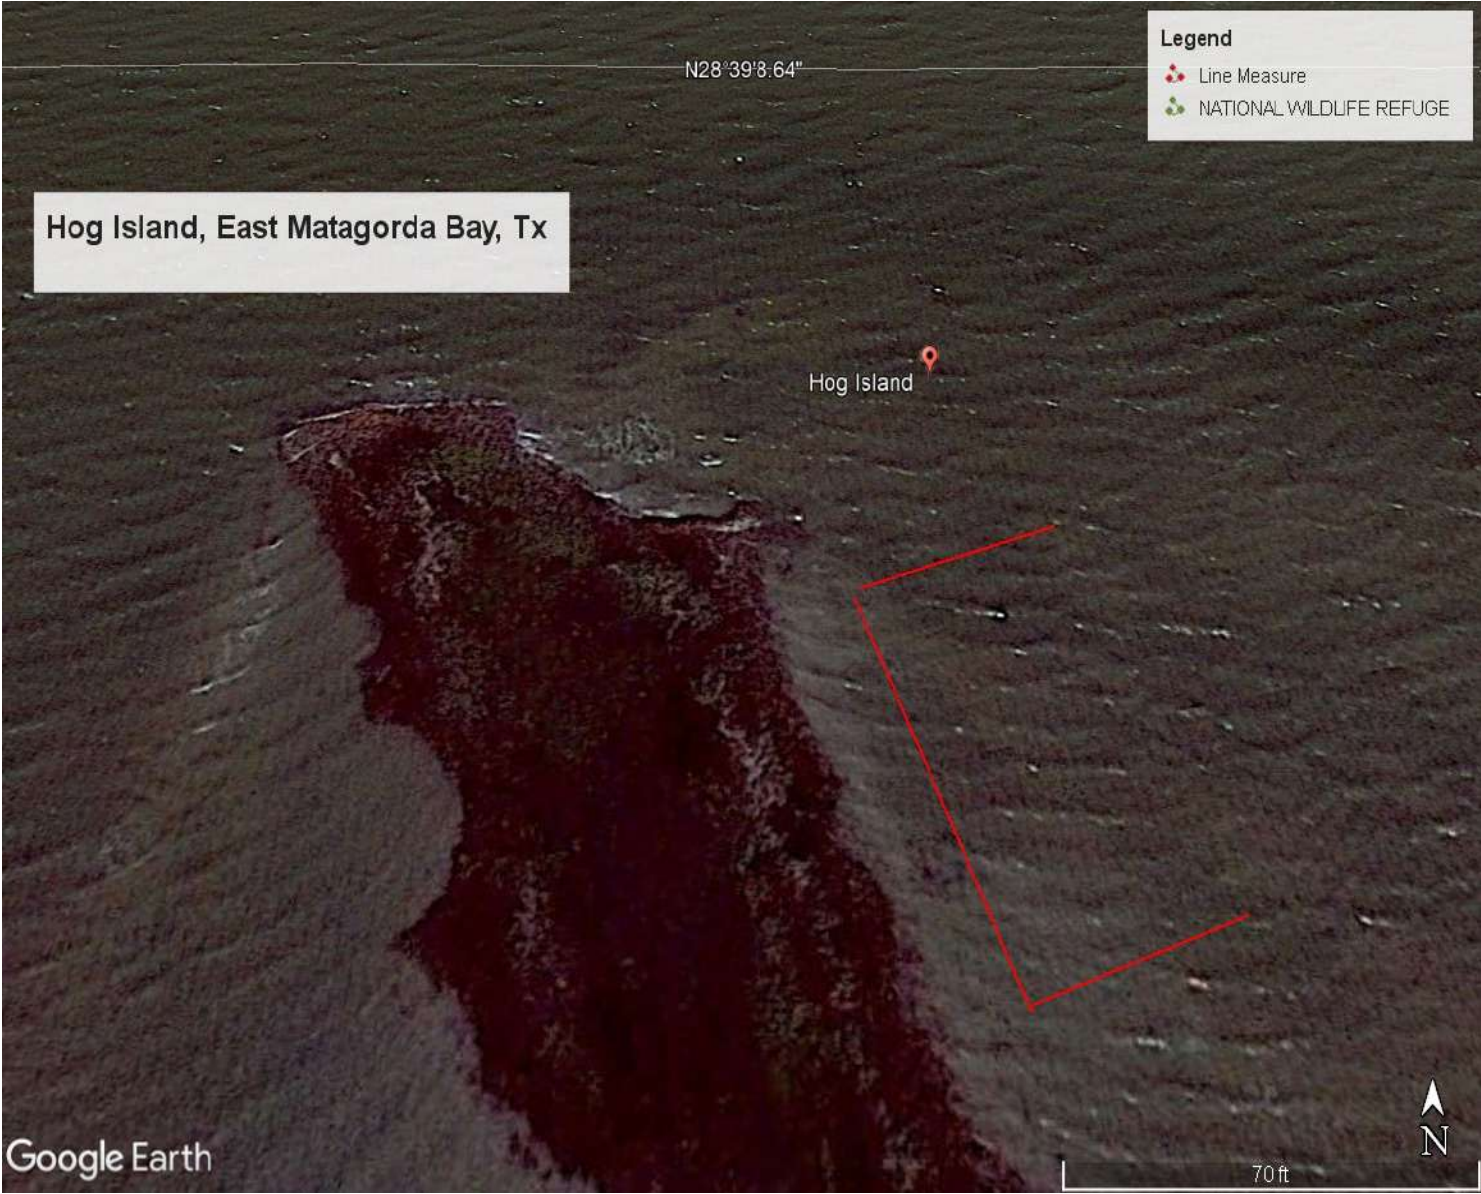 N28°39'8.64"
Legend
Line Measure
NATIONAL WILDLIFE REFUGE
Hog Island, East Matagorda Bay, Tx
Hog Island
N
Google Earth
70 ft